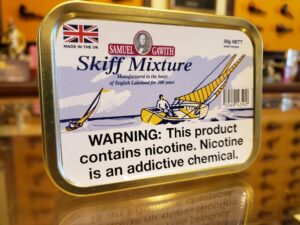 MADE IN THE UK
SAMUEL GAWITH
50g NETT
Skiff Mixture
Manufactured in the heart
of English Lakeland for 200 years
WARNING: This product
contains nicotine. Nicotine
is an addictive chemical.